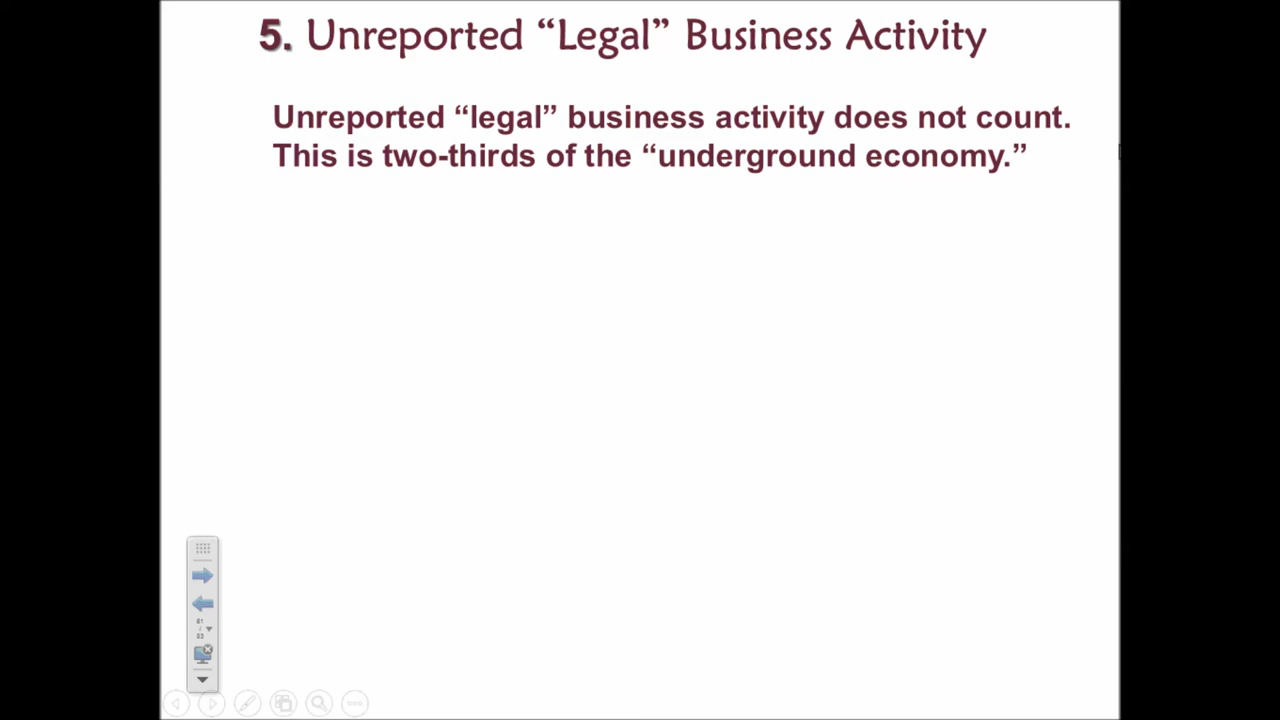 5. Unreported “Legal” Business Activity
Unreported “legal” business activity does not count.
This is two-thirds of the “underground economy.”